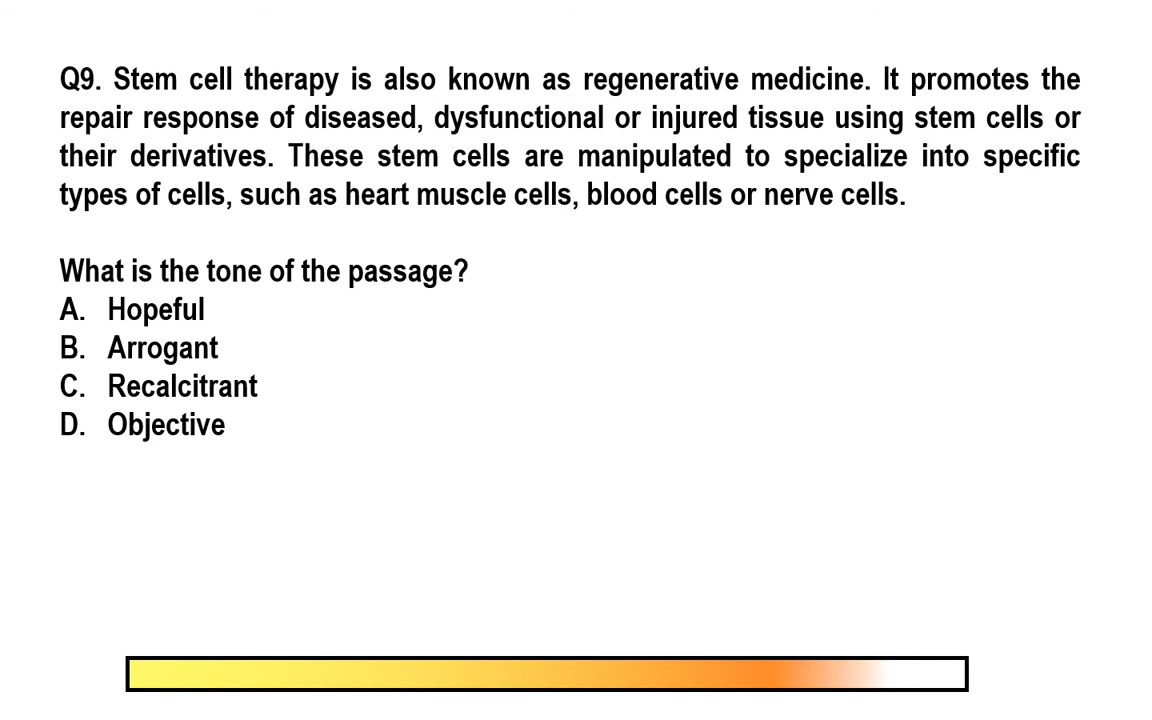 Q9. Stem cell therapy is also known as regenerative medicine. It promotes the
repair response of diseased, dysfunctional or injured tissue using stem cells or
their derivatives. These stem cells are manipulated to specialize into specific
types of cells, such as heart muscle cells, blood cells or nerve cells.
What is the tone of the passage?
A. Hopeful
B. Arrogant
C. Recalcitrant
D. Objective